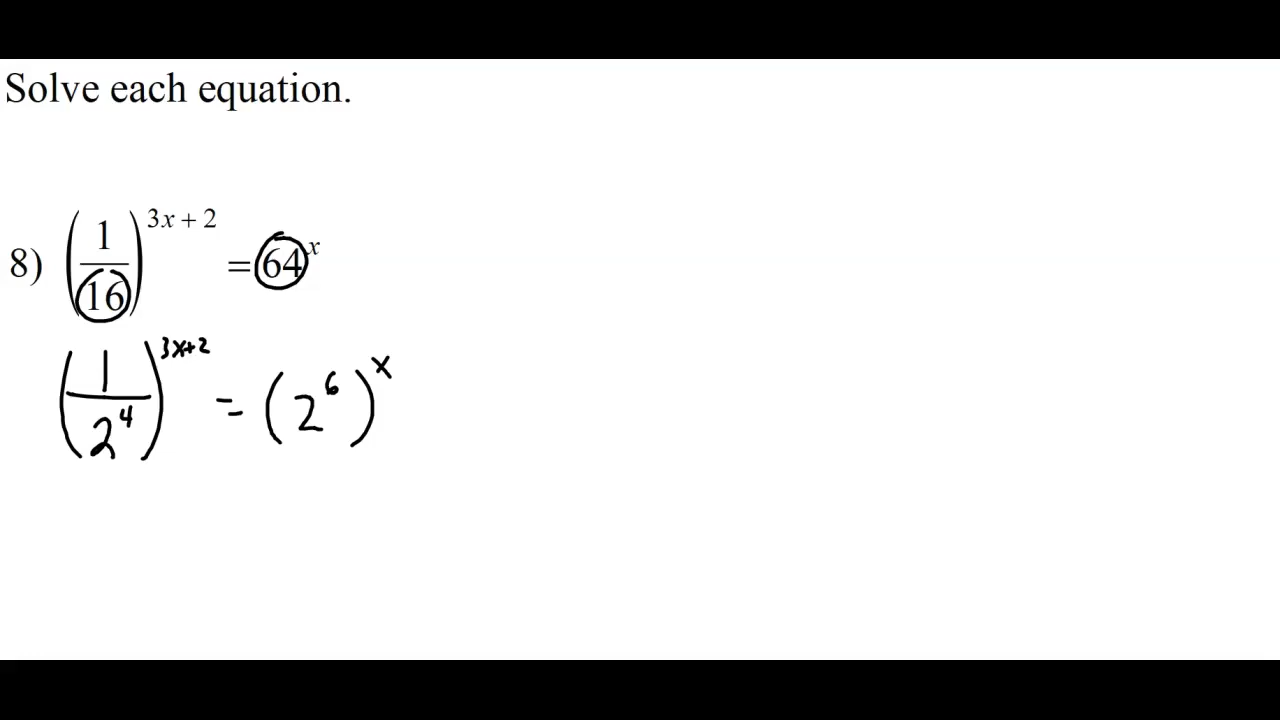 Solve each equation.
8) (1/16)^(3x + 2) = 64^x
(1/2^4)^(3x+2) = (2^6)^x